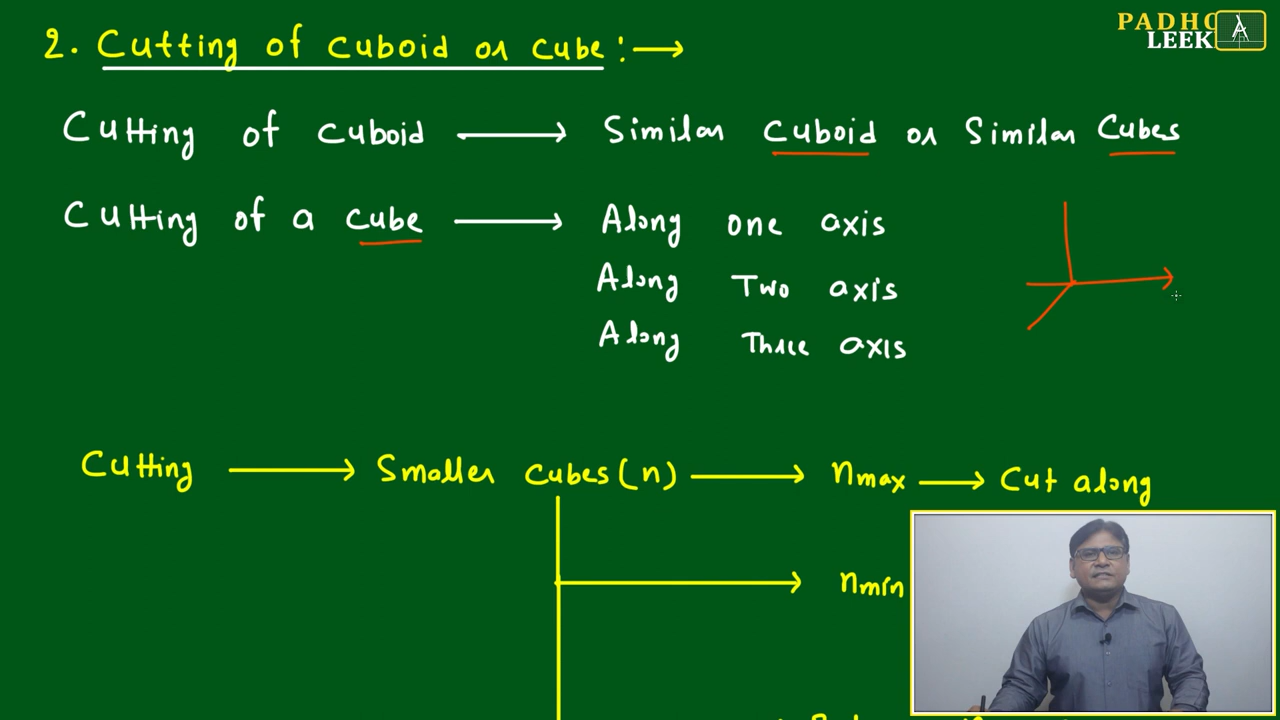 PADHO
LEEK
2. Cutting of cuboid or cube:→
Cutting of cuboid → Similar cuboid or Similar Cubes
Cutting of a cube → Along one axis
Along Two axis
Along Three axis
Cutting → Smaller cubes (n) → nmax → Cut along
nmin